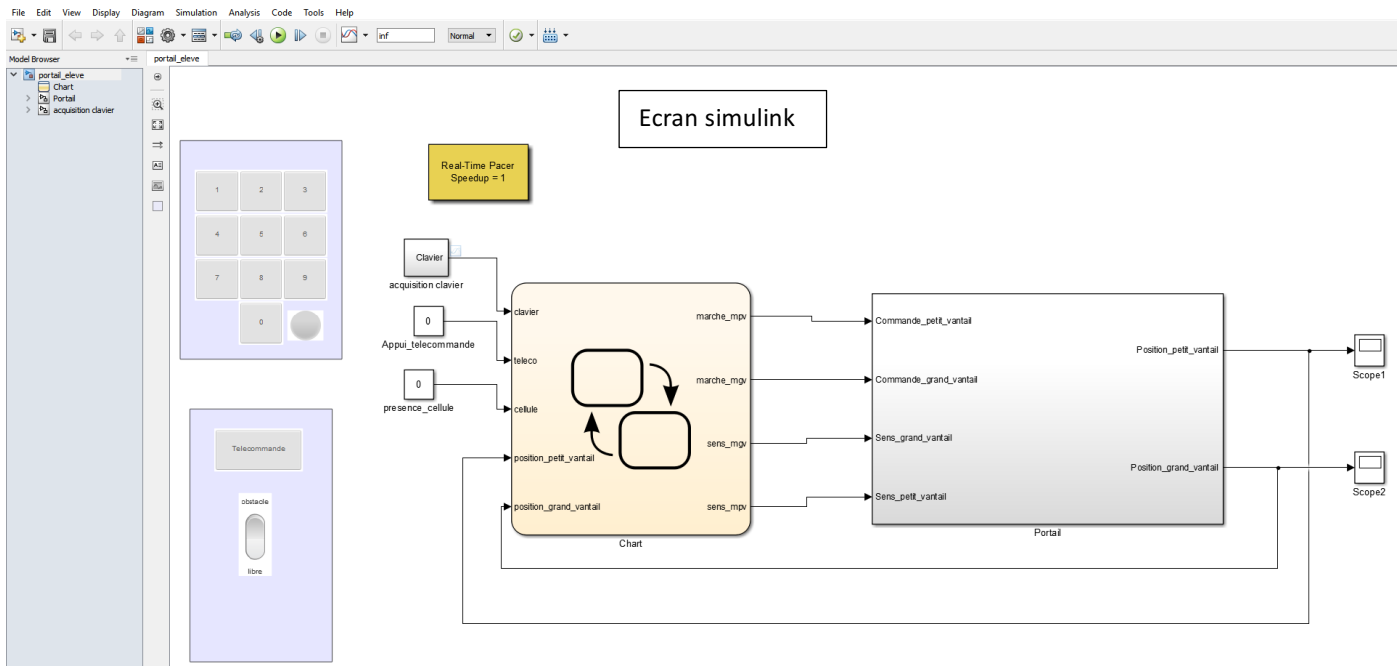 File Edit View Display Diagram Simulation Analysis Code Tools Help
inf
Normal
Model Browser
portail_eleve
portail_eleve
Chart
Portail
acquisition clavier
Ecran simulink
Real-Time Pacer
Speedup = 1
1 2 3
4 5 6
7 8 9
0
Telecommande
obstacle
libre
Clavier
acquisition clavier
0
Appui_telecommande
0
presence_cellule
clavier
teleco
cellule
position_petit_vantail
position_grand_vantail
marche_mpv
marche_mgv
sens_mgv
sens_mpv
Chart
Commande_petit_vantail
Commande_grand_vantail
Sens_grand_vantail
Sens_petit_vantail
Position_petit_vantail
Position_grand_vantail
Portail
Scope1
Scope2